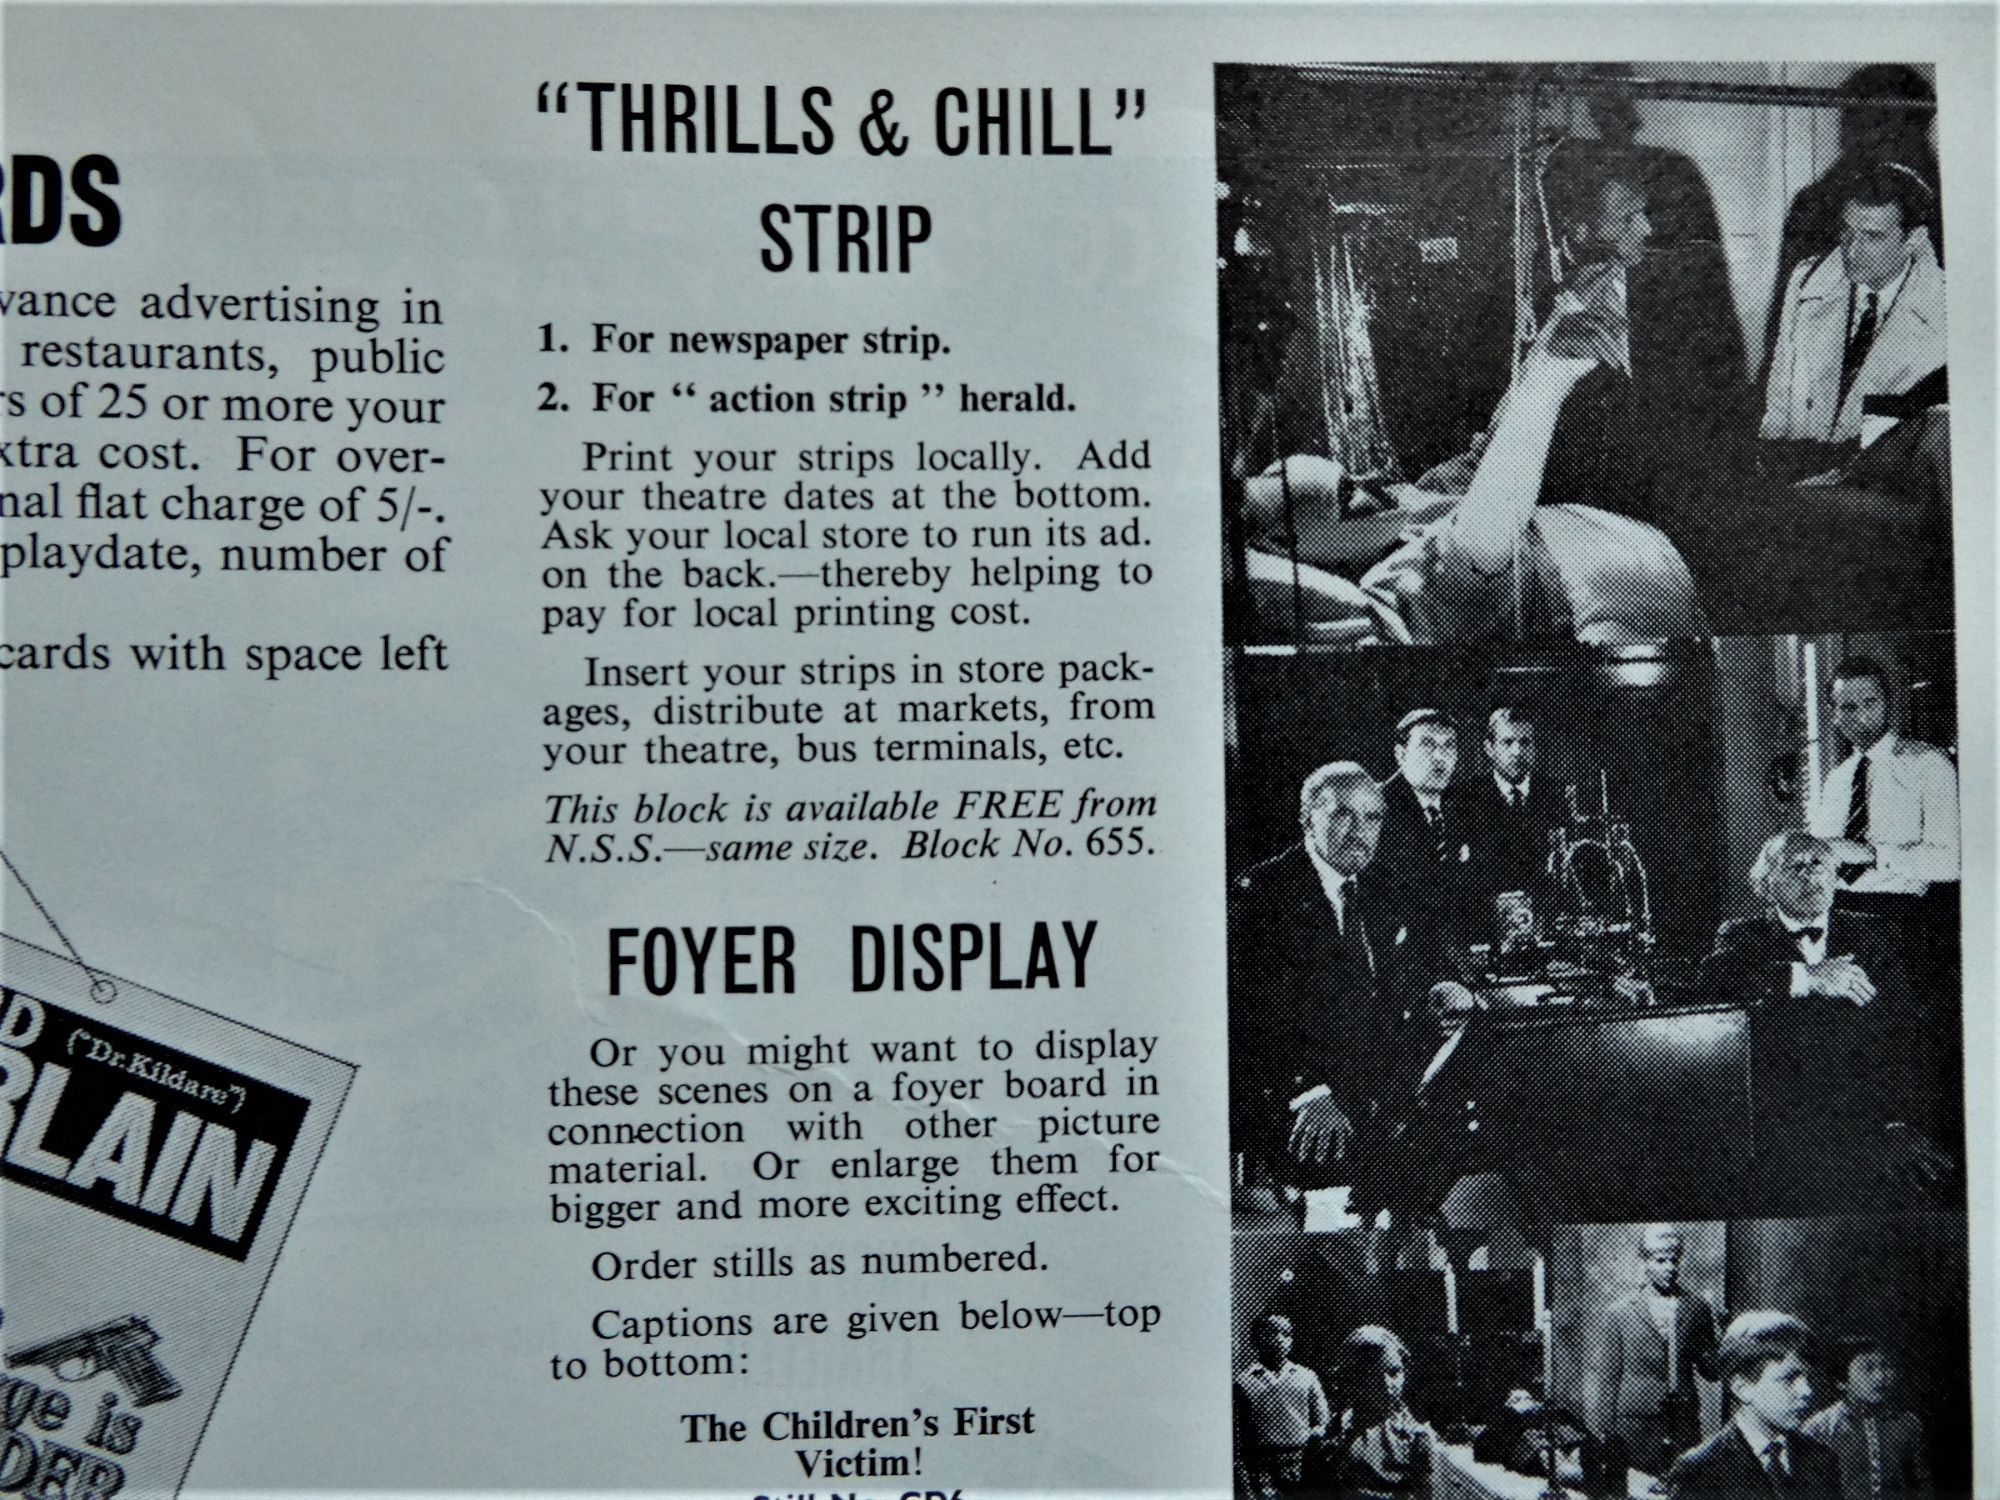 RDS
vance advertising in
restaurants, public
rs of 25 or more your
xtra cost. For over-
nal flat charge of 5/-.
playdate, number of
cards with space left
("Dr.Kildare")
LAIN
ge is
DER
“THRILLS & CHILL”
STRIP
1. For newspaper strip.
2. For “ action strip ” herald.
Print your strips locally. Add
your theatre dates at the bottom.
Ask your local store to run its ad.
on the back.—thereby helping to
pay for local printing cost.
Insert your strips in store pack-
ages, distribute at markets, from
your theatre, bus terminals, etc.
This block is available FREE from
N.S.S.—same size. Block No. 655.
FOYER DISPLAY
Or you might want to display
these scenes on a foyer board in
connection with other picture
material. Or enlarge them for
bigger and more exciting effect.
Order stills as numbered.
Captions are given below—top
to bottom:
The Children’s First
Victim!